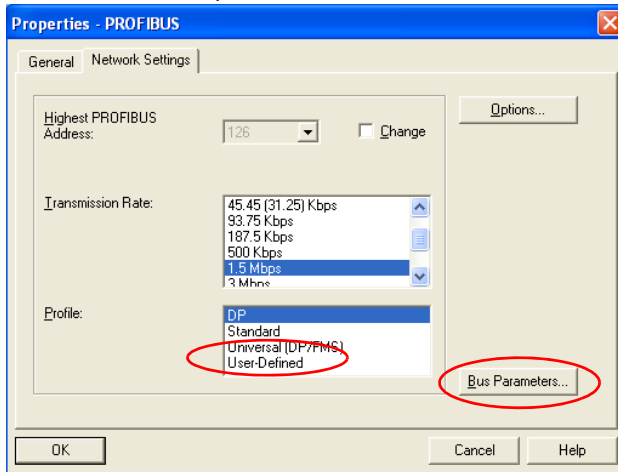 Properties - PROFIBUS
General Network Settings
Highest PROFIBUS
Address:
126
Change
Options...
Transmission Rate:
45.45 (31.25) Kbps
93.75 Kbps
187.5 Kbps
500 Kbps
1.5 Mbps
3 Mbps
Profile:
DP
Standard
Universal (DP/FMS)
User-Defined
Bus Parameters...
OK Cancel Help